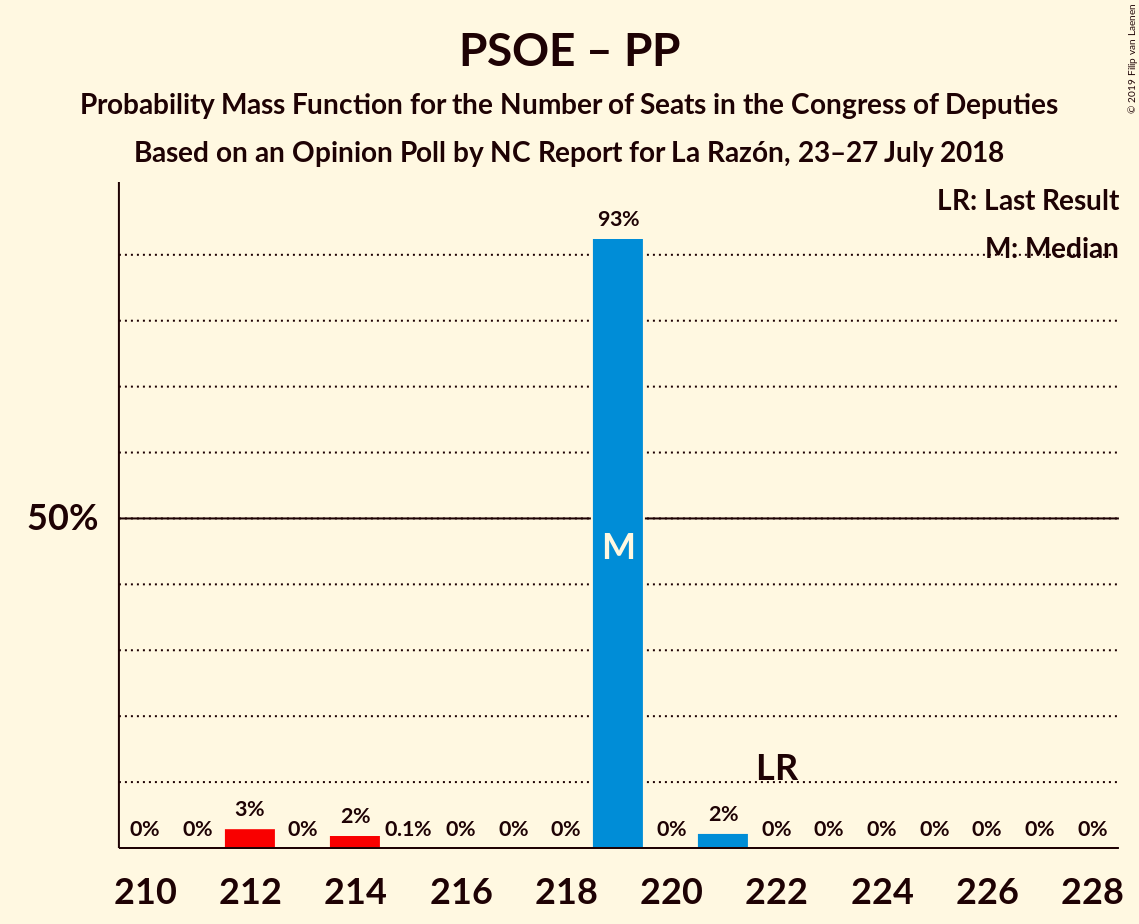 PSOE – PP
Probability Mass Function for the Number of Seats in the Congress of Deputies
Based on an Opinion Poll by NC Report for La Razón, 23–27 July 2018
© 2019 Filip van Laenen
LR: Last Result
M: Median
93%
50%
M
LR
0% 0% 3% 0% 2% 0.1% 0% 0% 0% 0% 2% 0% 0% 0% 0% 0% 0% 0%
210 212 214 216 218 220 222 224 226 228